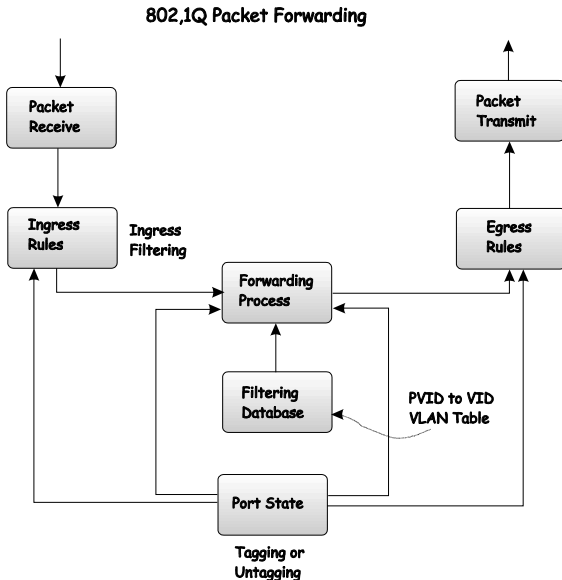 802,1Q Packet Forwarding
Packet
Receive
Packet
Transmit
Ingress
Rules
Ingress
Filtering
Egress
Rules
Forwarding
Process
Filtering
Database
PVID to VID
VLAN Table
Port State
Tagging or
Untagging